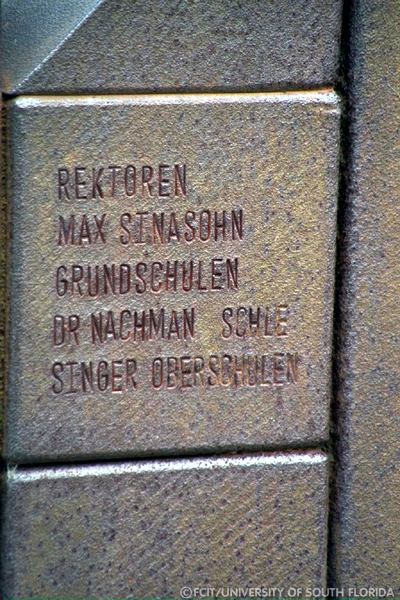 REKTOREN
MAX SINASOHN
GRUNDSCHULEN
DR NACHMAN SCHLE
SINGER OBERSCHULEN
©FCIT/UNIVERSITY OF SOUTH FLORIDA